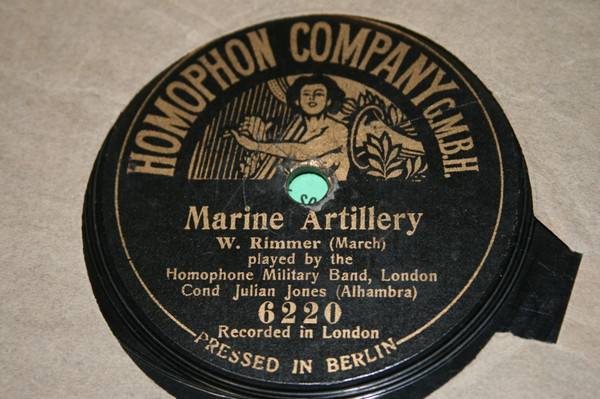 HOMOPHON COMPANY G.M.B.H.
Marine Artillery
W. Rimmer (March)
played by the
Homophone Military Band, London
Cond Julian Jones (Alhambra)
6220
Recorded in London
PRESSED IN BERLIN